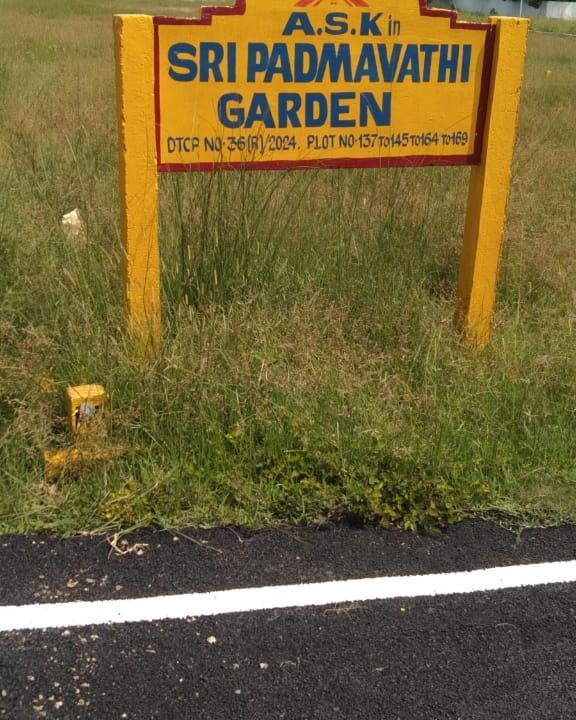 A.S.K in
SRI PADMAVATHI
GARDEN
DTCP NO. 36(R)/2024. PLOT NO-137 TO 145 TO 164 TO 169